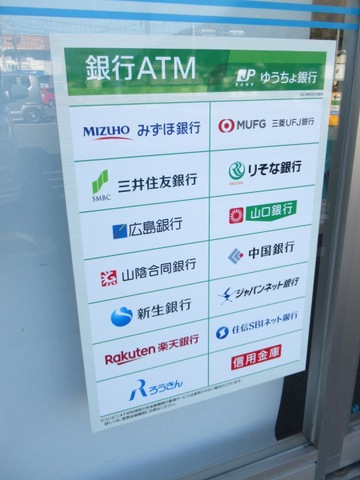 銀行ATM
JP BANK ゆうちょ銀行
MIZUHO みずほ銀行
MUFG 三菱UFJ銀行
SMBC 三井住友銀行
りそな銀行
広島銀行
山口銀行
山陰合同銀行
中国銀行
新生銀行
ジャパンネット銀行
Rakuten 楽天銀行
住信SBIネット銀行
ろうきん
信用金庫